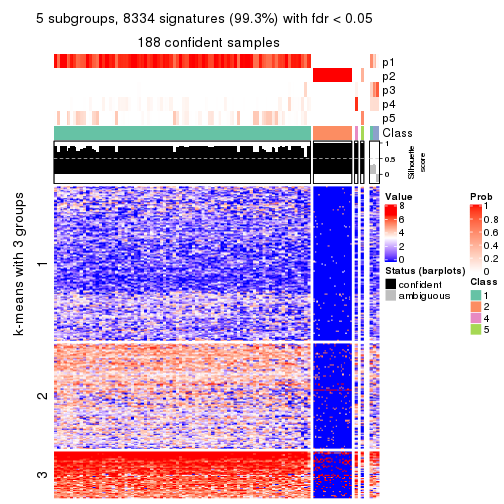 5 subgroups, 8334 signatures (99.3%) with fdr < 0.05
188 confident samples
p1
p2
p3
p4
p5
Class
1
0.5
0
Silhouette
score
k-means with 3 groups
1
2
3
Value
8
6
4
2
0
Status (barplots)
confident
ambiguous
Prob
1
0.8
0.6
0.4
0.2
0
Class
1
2
4
5